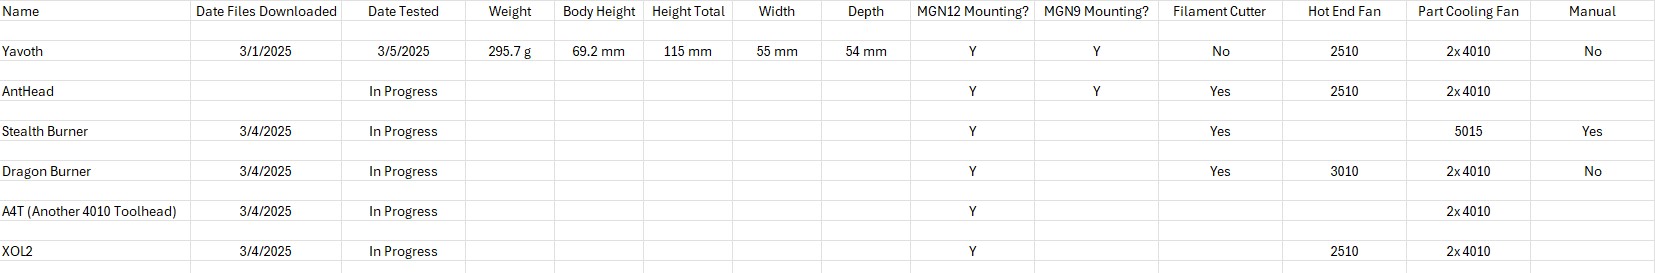 Name Date Files Downloaded Date Tested Weight Body Height Height Total Width Depth MGN12 Mounting? MGN9 Mounting? Filament Cutter Hot End Fan Part Cooling Fan Manual
Yavoth 3/1/2025 3/5/2025 295.7 g 69.2 mm 115 mm 55 mm 54 mm Y Y No 2510 2x 4010 No
AntHead In Progress Y Y Yes 2510 2x 4010
Stealth Burner 3/4/2025 In Progress Y Yes 5015 Yes
Dragon Burner 3/4/2025 In Progress Y Yes 3010 2x 4010 No
A4T (Another 4010 Toolhead) 3/4/2025 In Progress Y 2x 4010
XOL2 3/4/2025 In Progress Y 2510 2x 4010